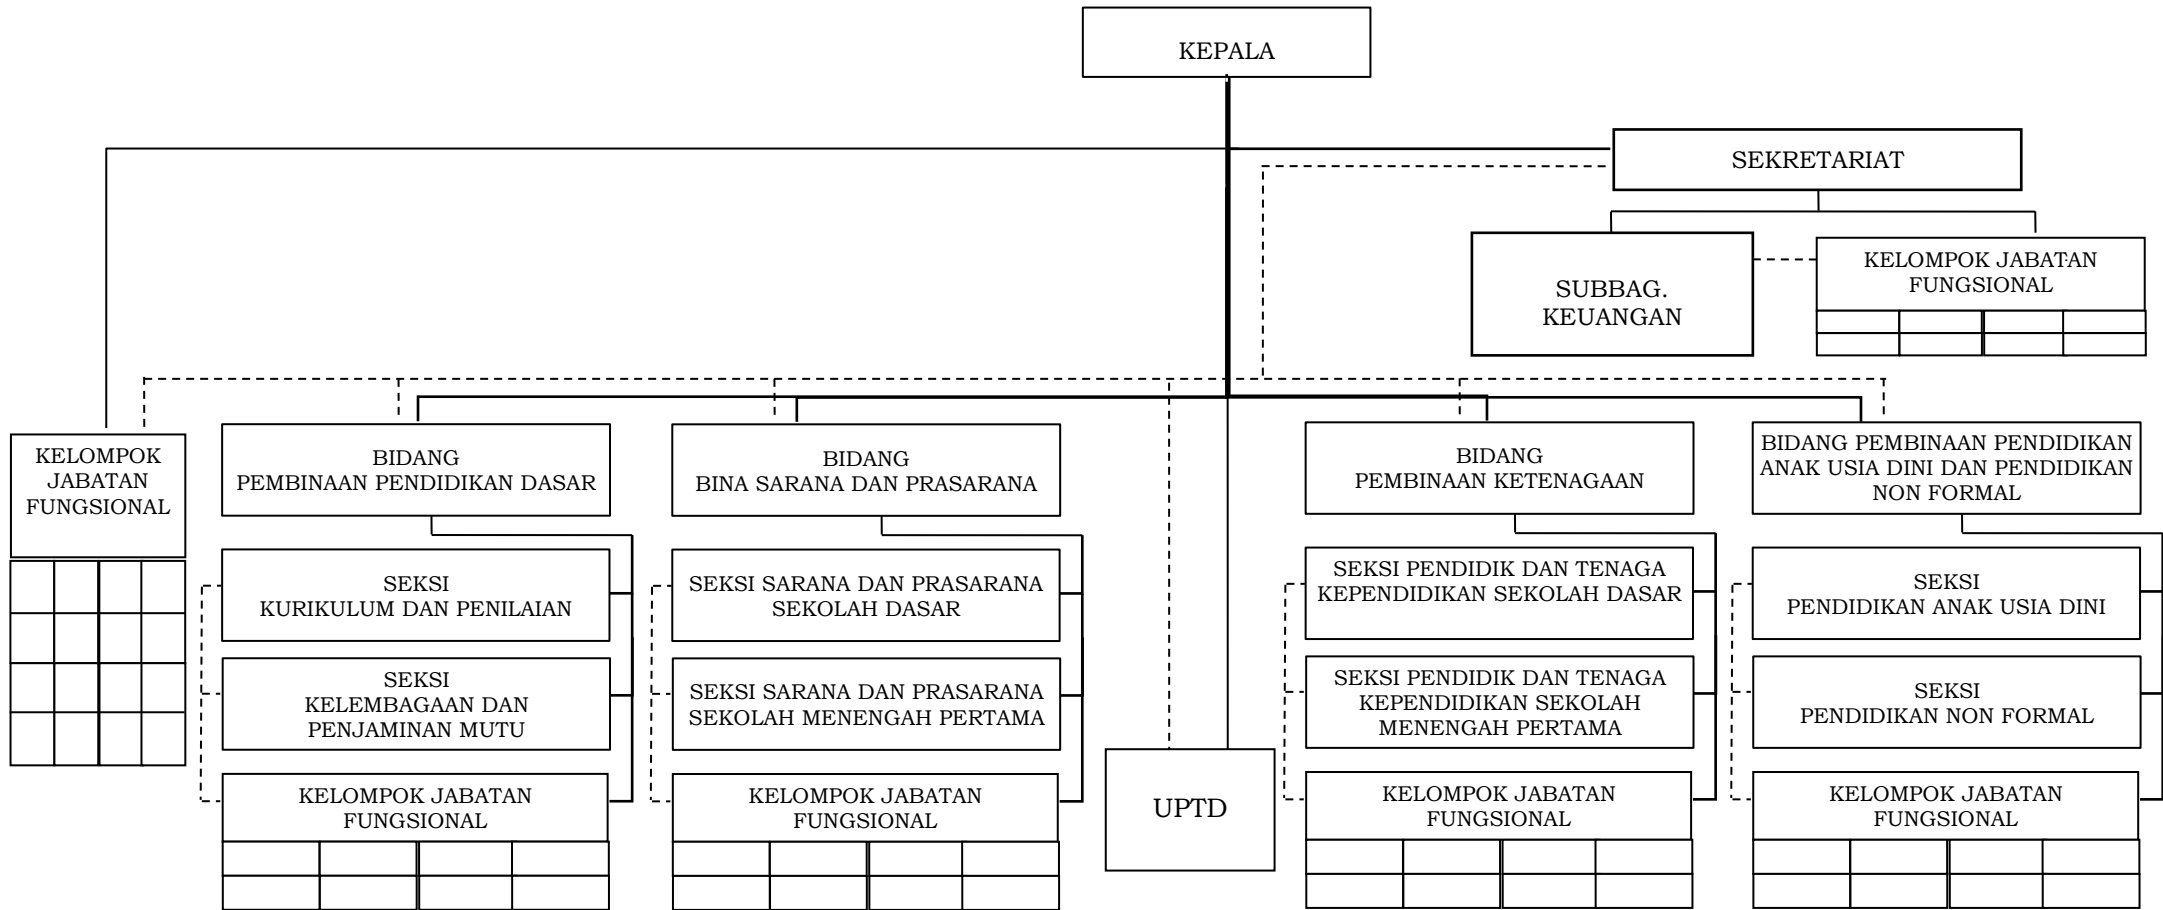 KEPALA
SEKRETARIAT
SUBBAG.
KEUANGAN
KELOMPOK JABATAN
FUNGSIONAL
KELOMPOK
JABATAN
FUNGSIONAL
BIDANG
PEMBINAAN PENDIDIKAN DASAR
SEKSI
KURIKULUM DAN PENILAIAN
SEKSI
KELEMBAGAAN DAN
PENJAMINAN MUTU
KELOMPOK JABATAN
FUNGSIONAL
BIDANG
BINA SARANA DAN PRASARANA
SEKSI SARANA DAN PRASARANA
SEKOLAH DASAR
SEKSI SARANA DAN PRASARANA
SEKOLAH MENENGAH PERTAMA
KELOMPOK JABATAN
FUNGSIONAL
UPTD
BIDANG
PEMBINAAN KETENAGAAN
SEKSI PENDIDIK DAN TENAGA
KEPENDIDIKAN SEKOLAH DASAR
SEKSI PENDIDIK DAN TENAGA
KEPENDIDIKAN SEKOLAH
MENENGAH PERTAMA
KELOMPOK JABATAN
FUNGSIONAL
BIDANG PEMBINAAN PENDIDIKAN
ANAK USIA DINI DAN PENDIDIKAN
NON FORMAL
SEKSI
PENDIDIKAN ANAK USIA DINI
SEKSI
PENDIDIKAN NON FORMAL
KELOMPOK JABATAN
FUNGSIONAL